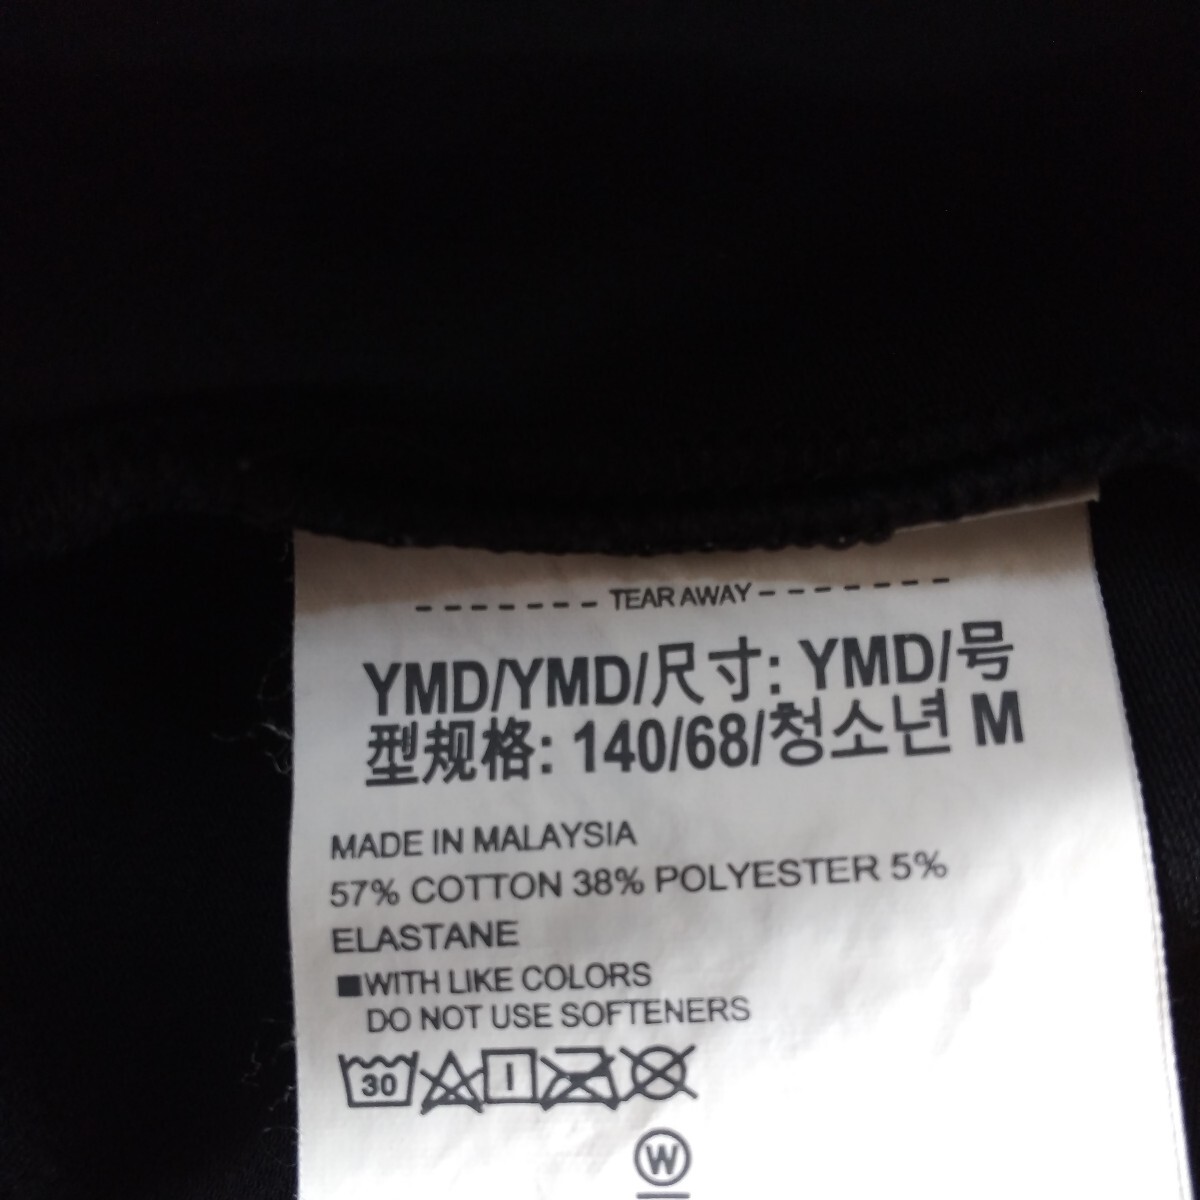 ------- TEAR AWAY -------
YMD/YMD/尺寸: YMD/号
型规格: 140/68/청소년 M
MADE IN MALAYSIA
57% COTTON 38% POLYESTER 5%
ELASTANE
■WITH LIKE COLORS
DO NOT USE SOFTENERS
30
W